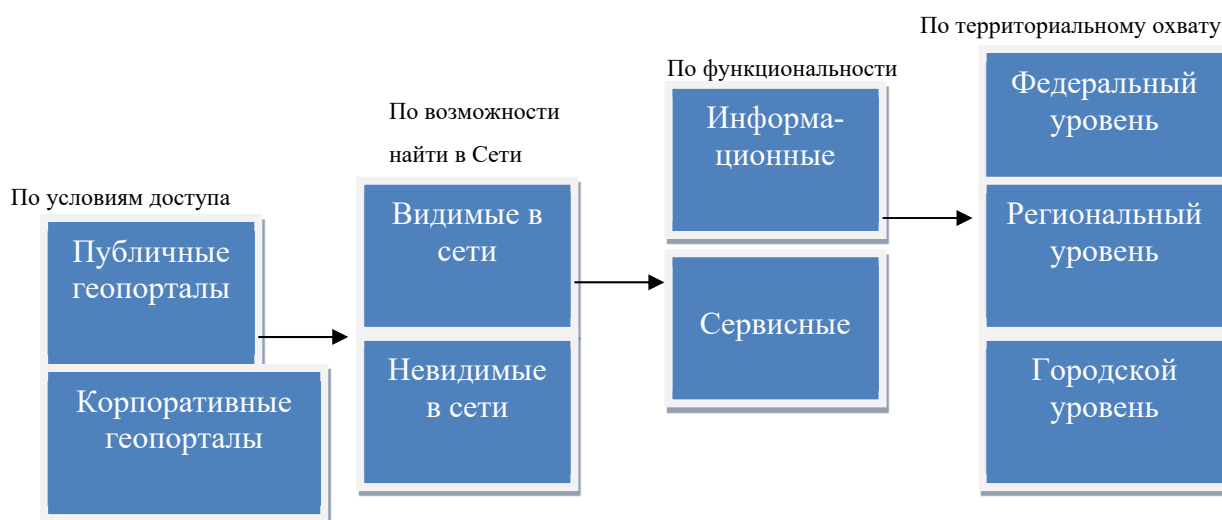 По условиям доступа
Публичные
геопорталы
Корпоративные
геопорталы
По возможности
найти в Сети
Видимые в
сети
Невидимые
в сети
По функциональности
Информа-
ционные
Сервисные
По территориальному охвату
Федеральный
уровень
Региональный
уровень
Городской
уровень